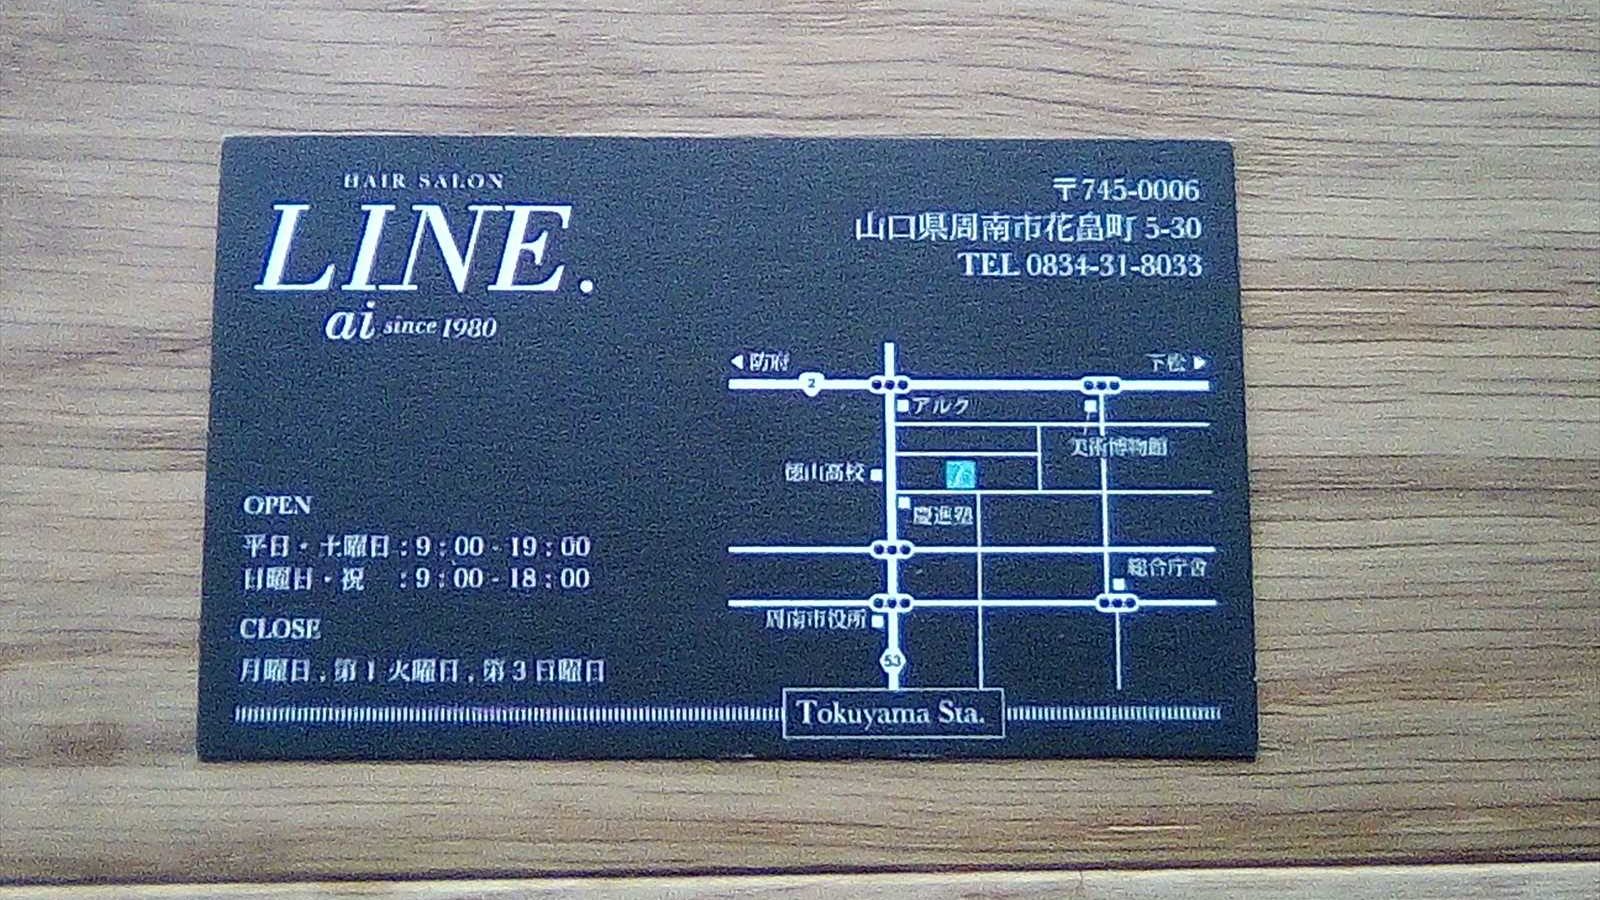 HAIR SALON
LINE.
ai since 1980
〒745-0006
山口県周南市花畠町 5-30
TEL 0834-31-8033
OPEN
平日・土曜日 : 9 : 00 - 19 : 00
日曜日・祝 : 9 : 00 - 18 : 00
CLOSE
月曜日 , 第 1 火曜日 , 第 3 日曜日
◀ 防府
下松 ▶
2
アルク
美術博物館
徳山高校
慶進塾
総合庁舎
周南市役所
53
Tokuyama Sta.